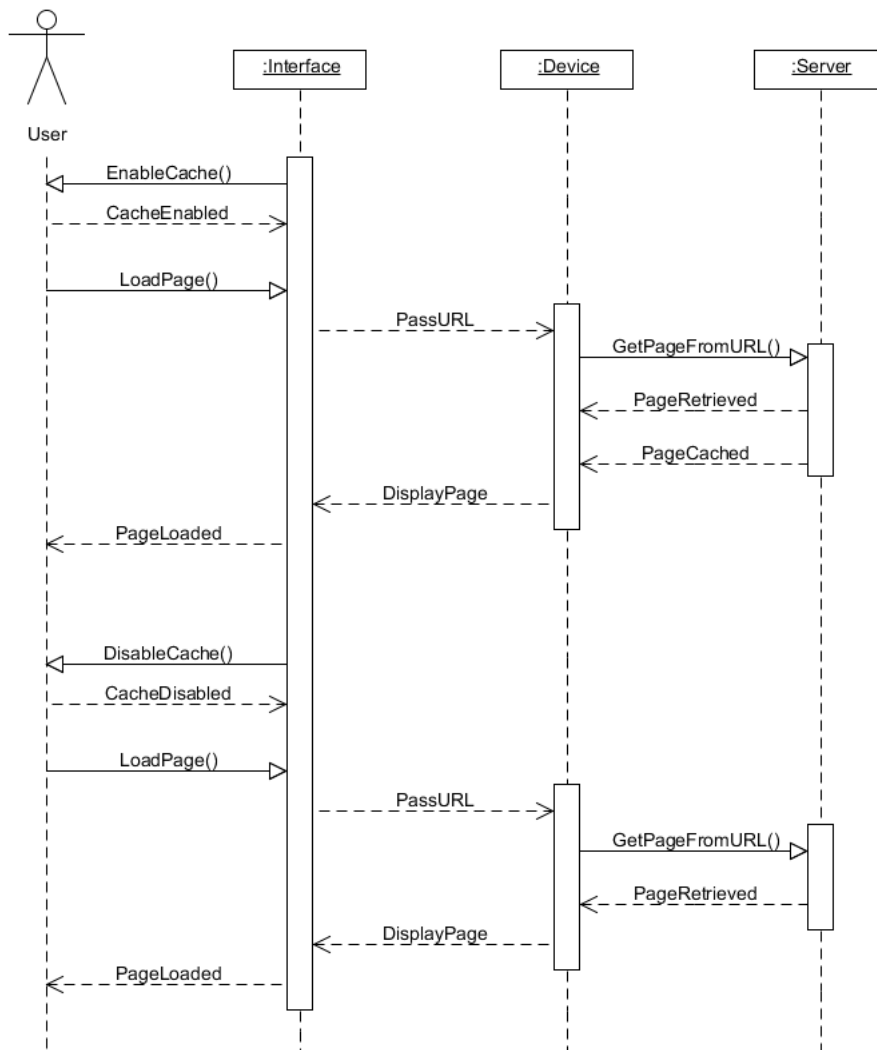 :Interface
:Device
:Server
User
EnableCache()
CacheEnabled
LoadPage()
PassURL
GetPageFromURL()
PageRetrieved
PageCached
DisplayPage
PageLoaded
DisableCache()
CacheDisabled
LoadPage()
PassURL
GetPageFromURL()
PageRetrieved
DisplayPage
PageLoaded